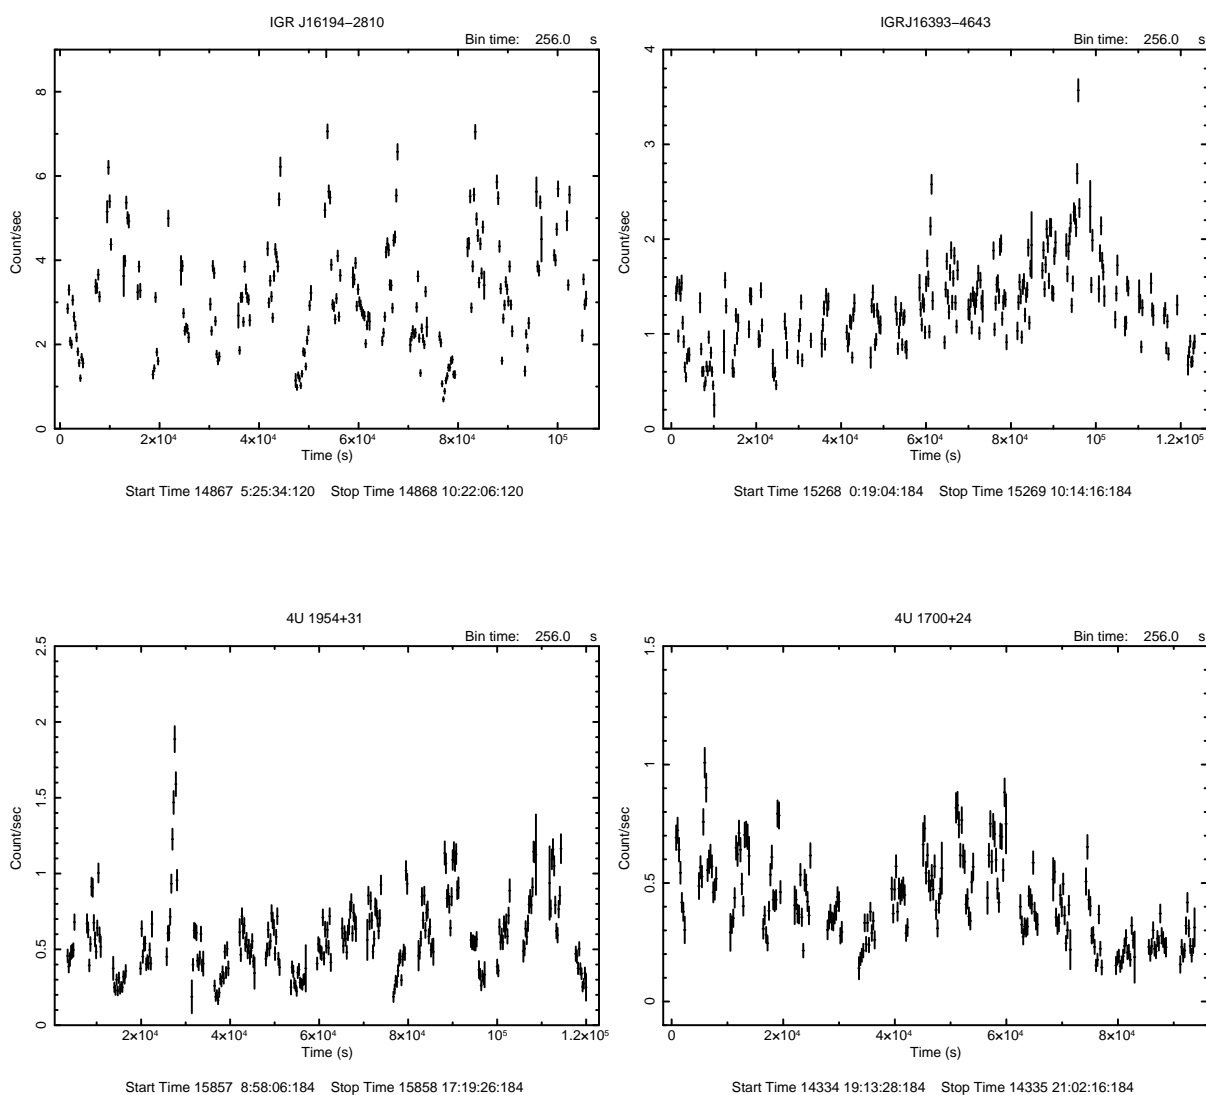 IGR J16194−2810
Bin time: 256.0 s
Count/sec
0 2 4 6 8
0 2×10⁴ 4×10⁴ 6×10⁴ 8×10⁴ 10⁵
Time (s)
Start Time 14867 5:25:34:120 Stop Time 14868 10:22:06:120
IGRJ16393−4643
Bin time: 256.0 s
Count/sec
0 1 2 3 4
0 2×10⁴ 4×10⁴ 6×10⁴ 8×10⁴ 10⁵ 1.2×10⁵
Time (s)
Start Time 15268 0:19:04:184 Stop Time 15269 10:14:16:184
4U 1954+31
Bin time: 256.0 s
Count/sec
0 0.5 1 1.5 2 2.5
2×10⁴ 4×10⁴ 6×10⁴ 8×10⁴ 10⁵ 1.2×10⁵
Time (s)
Start Time 15857 8:58:06:184 Stop Time 15858 17:19:26:184
4U 1700+24
Bin time: 256.0 s
Count/sec
0 0.5 1 1.5
0 2×10⁴ 4×10⁴ 6×10⁴ 8×10⁴
Time (s)
Start Time 14334 19:13:28:184 Stop Time 14335 21:02:16:184